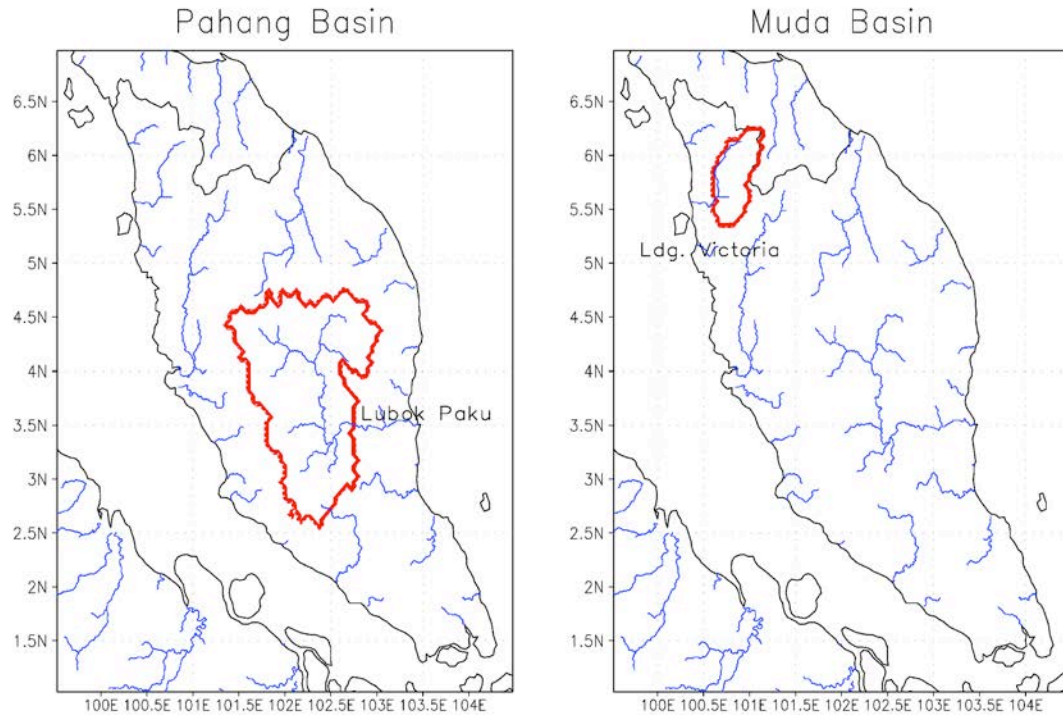 Pahang Basin
6.5N
6N
5.5N
5N
4.5N
4N
3.5N
3N
2.5N
2N
1.5N
Lubok Paku
100E 100.5E 101E 101.5E 102E 102.5E 103E 103.5E 104E
Muda Basin
6.5N
6N
5.5N
5N
4.5N
4N
3.5N
3N
2.5N
2N
1.5N
Ldg. Victoria
100E 100.5E 101E 101.5E 102E 102.5E 103E 103.5E 104E